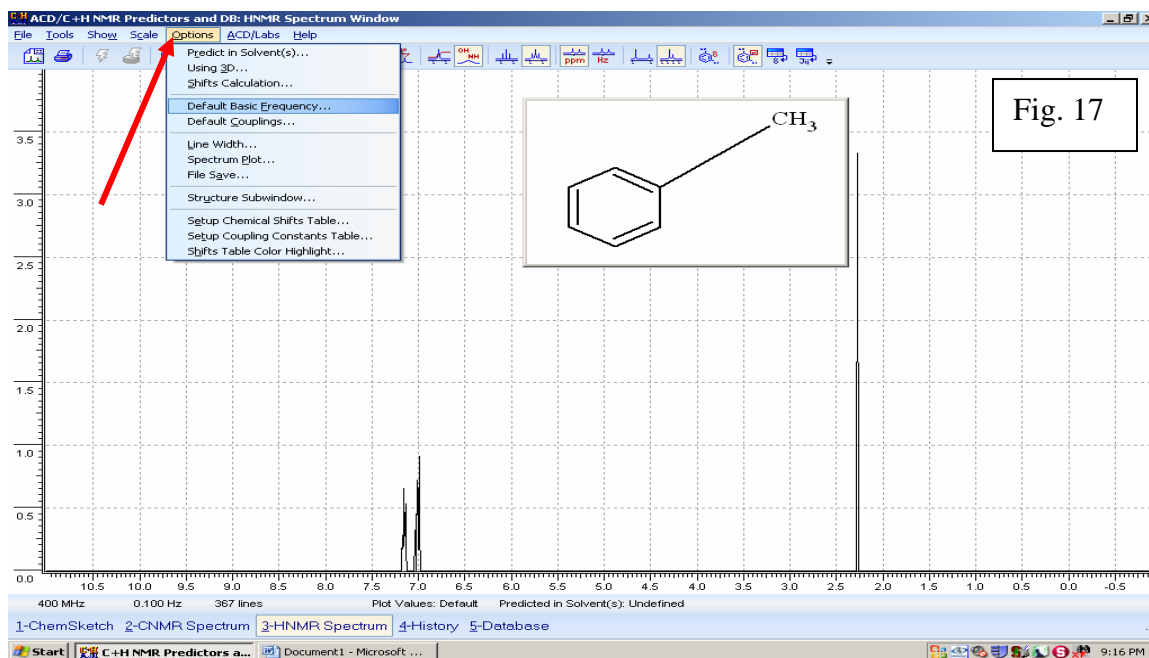 ACD/C+H NMR Predictors and DB: HNMR Spectrum Window
File Tools Show Scale Options ACD/Labs Help
Predict in Solvent(s)...
Using 3D...
Shifts Calculation...
Default Basic Frequency...
Default Couplings...
Line Width...
Spectrum Plot...
File Save...
Structure Subwindow...
Setup Chemical Shifts Table...
Setup Coupling Constants Table...
Shifts Table Color Highlight...
OH NH
ppm Hz
Fig. 17
CH3
3.5
3.0
2.5
2.0
1.5
1.0
0.5
0.0
10.5 10.0 9.5 9.0 8.5 8.0 7.5 7.0 6.5 6.0 5.5 5.0 4.5 4.0 3.5 3.0 2.5 2.0 1.5 1.0 0.5 0.0 -0.5
400 MHz 0.100 Hz 367 lines Plot Values: Default Predicted in Solvent(s): Undefined
1-ChemSketch 2-CNMR Spectrum 3-HNMR Spectrum 4-History 5-Database
Start C+H NMR Predictors a... Document1 - Microsoft ... 9:16 PM